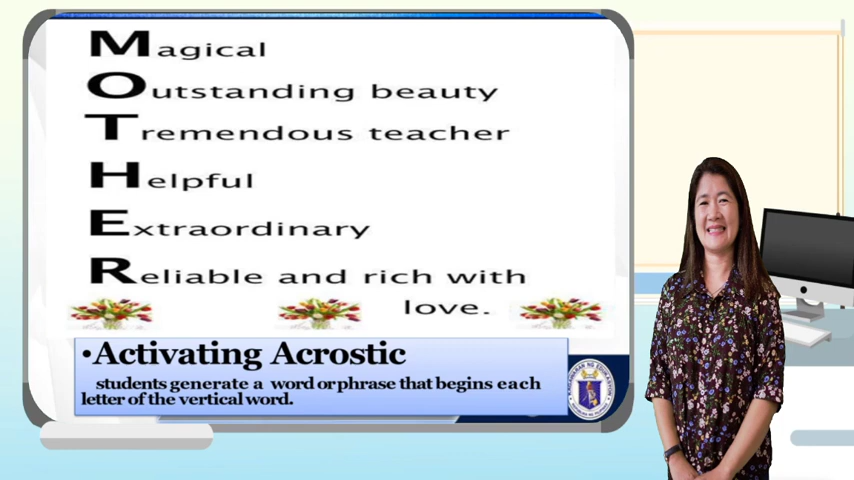 Magical
Outstanding beauty
Tremendous teacher
Helpful
Extraordinary
Reliable and rich with
love.
•Activating Acrostic
students generate a word or phrase that begins each
letter of the vertical word.